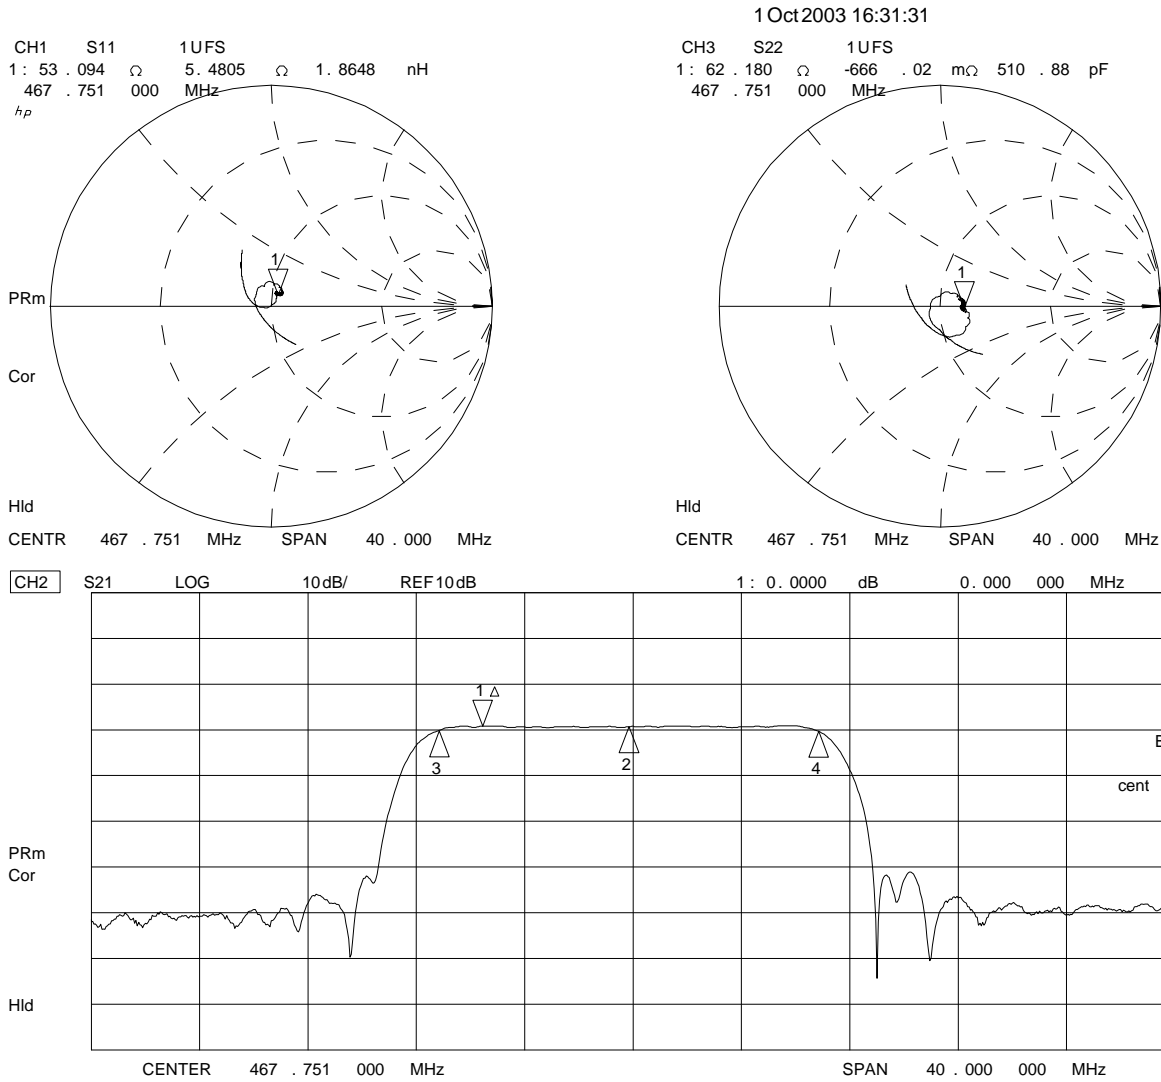 1 Oct 2003 16:31:31
CH1 S11 1 U FS
1: 53 . 094 Ω 5. 4805 Ω 1. 8648 nH
467 . 751 000 MHz
hp
1
PRm
Cor
Hld
CENTR 467 . 751 MHz SPAN 40 . 000 MHz
CH3 S22 1 U FS
1: 62 . 180 Ω -666 . 02 mΩ 510 . 88 pF
467 . 751 000 MHz
1
Hld
CENTR 467 . 751 MHz SPAN 40 . 000 MHz
CH2 S21 LOG 10 dB/ REF 10 dB 1: 0. 0000 dB 0. 000 000 MHz
1 Δ
3 2 4
cent
PRm
Cor
Hld
CENTER 467 . 751 000 MHz SPAN 40 . 000 000 MHz